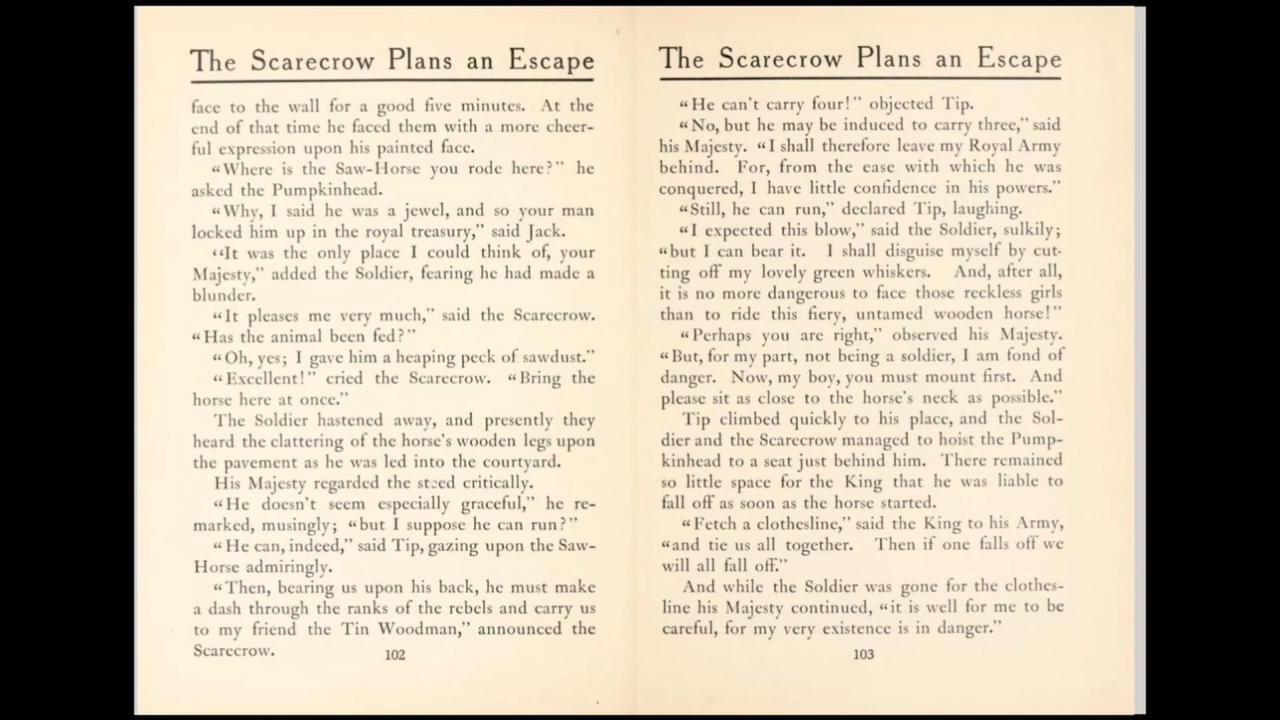 The Scarecrow Plans an Escape
face to the wall for a good five minutes. At the
end of that time he faced them with a more cheer-
ful expression upon his painted face.
“Where is the Saw-Horse you rode here?” he
asked the Pumpkinhead.
“Why, I said he was a jewel, and so your man
locked him up in the royal treasury,” said Jack.
“It was the only place I could think of, your
Majesty,” added the Soldier, fearing he had made a
blunder.
“It pleases me very much,” said the Scarecrow.
“Has the animal been fed?”
“Oh, yes; I gave him a heaping peck of sawdust.”
“Excellent!” cried the Scarecrow. “Bring the
horse here at once.”
The Soldier hastened away, and presently they
heard the clattering of the horse's wooden legs upon
the pavement as he was led into the courtyard.
His Majesty regarded the steed critically.
“He doesn't seem especially graceful,” he re-
marked, musingly; “but I suppose he can run?”
“He can, indeed,” said Tip, gazing upon the Saw-
Horse admiringly.
“Then, bearing us upon his back, he must make
a dash through the ranks of the rebels and carry us
to my friend the Tin Woodman,” announced the
Scarecrow.
102
The Scarecrow Plans an Escape
“He can't carry four!” objected Tip.
“No, but he may be induced to carry three,” said
his Majesty. “I shall therefore leave my Royal Army
behind. For, from the ease with which he was
conquered, I have little confidence in his powers.”
“Still, he can run,” declared Tip, laughing.
“I expected this blow,” said the Soldier, sulkily;
“but I can bear it. I shall disguise myself by cut-
ting off my lovely green whiskers. And, after all,
it is no more dangerous to face those reckless girls
than to ride this fiery, untamed wooden horse!”
“Perhaps you are right,” observed his Majesty.
“But, for my part, not being a soldier, I am fond of
danger. Now, my boy, you must mount first. And
please sit as close to the horse's neck as possible.”
Tip climbed quickly to his place, and the Sol-
dier and the Scarecrow managed to hoist the Pump-
kinhead to a seat just behind him. There remained
so little space for the King that he was liable to
fall off as soon as the horse started.
“Fetch a clothesline,” said the King to his Army,
“and tie us all together. Then if one falls off we
will all fall off.”
And while the Soldier was gone for the clothes-
line his Majesty continued, “it is well for me to be
careful, for my very existence is in danger.”
103